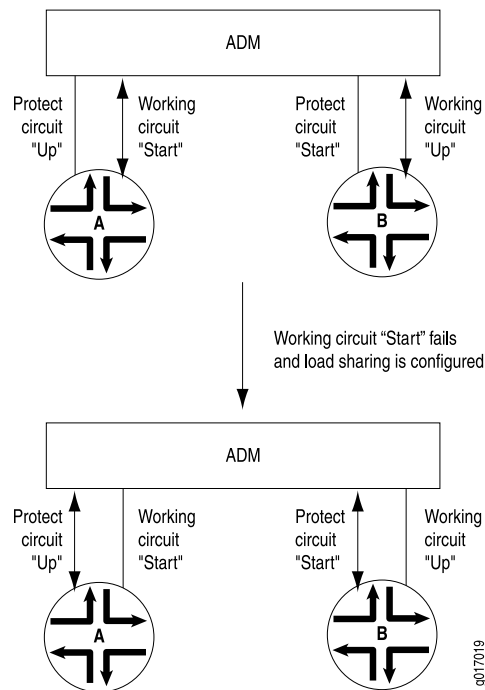 ADM
Protect
circuit
"Up"
Working
circuit
"Start"
Protect
circuit
"Start"
Working
circuit
"Up"
A
B
Working circuit “Start” fails
and load sharing is configured
ADM
Protect
circuit
"Up"
Working
circuit
"Start"
Protect
circuit
"Start"
Working
circuit
"Up"
A
B
g017019